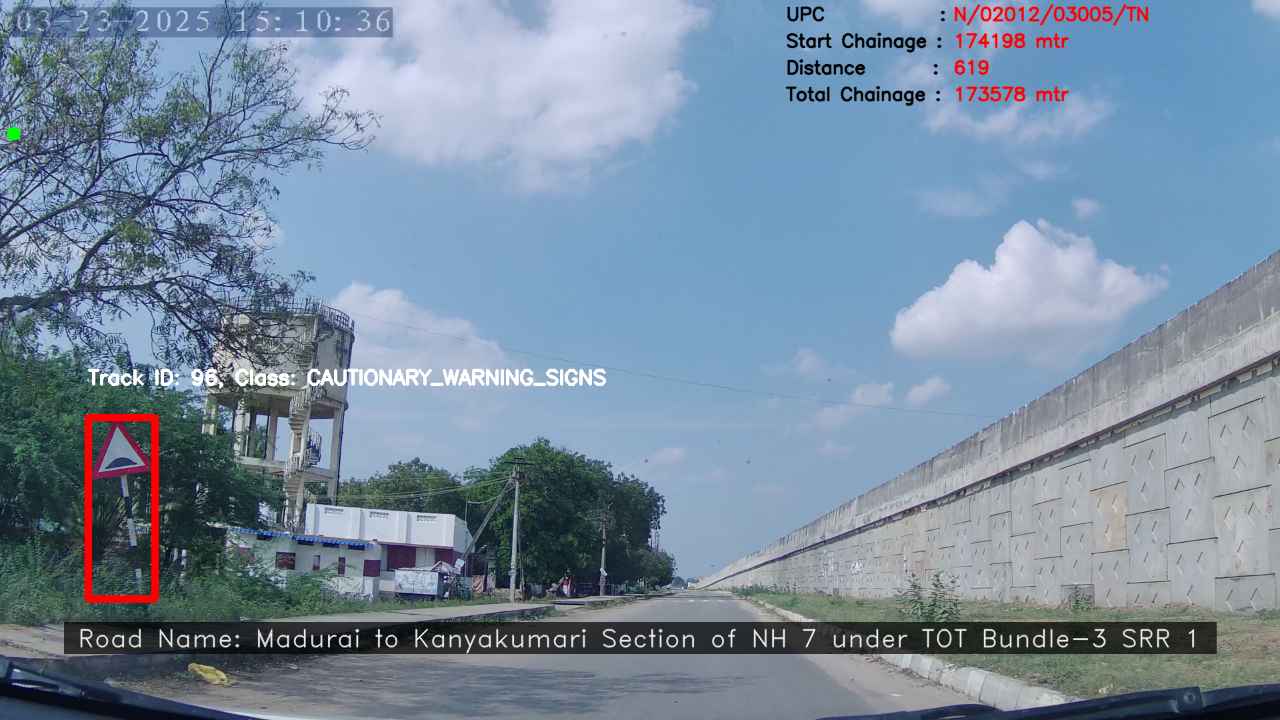 03-23-2025 15:10:36
UPC : N/02012/03005/TN
Start Chainage : 174198 mtr
Distance : 619
Total Chainage : 173578 mtr
Track ID: 96, Class: CAUTIONARY_WARNING_SIGNS
Road Name: Madurai to Kanyakumari Section of NH 7 under TOT Bundle-3 SRR 1